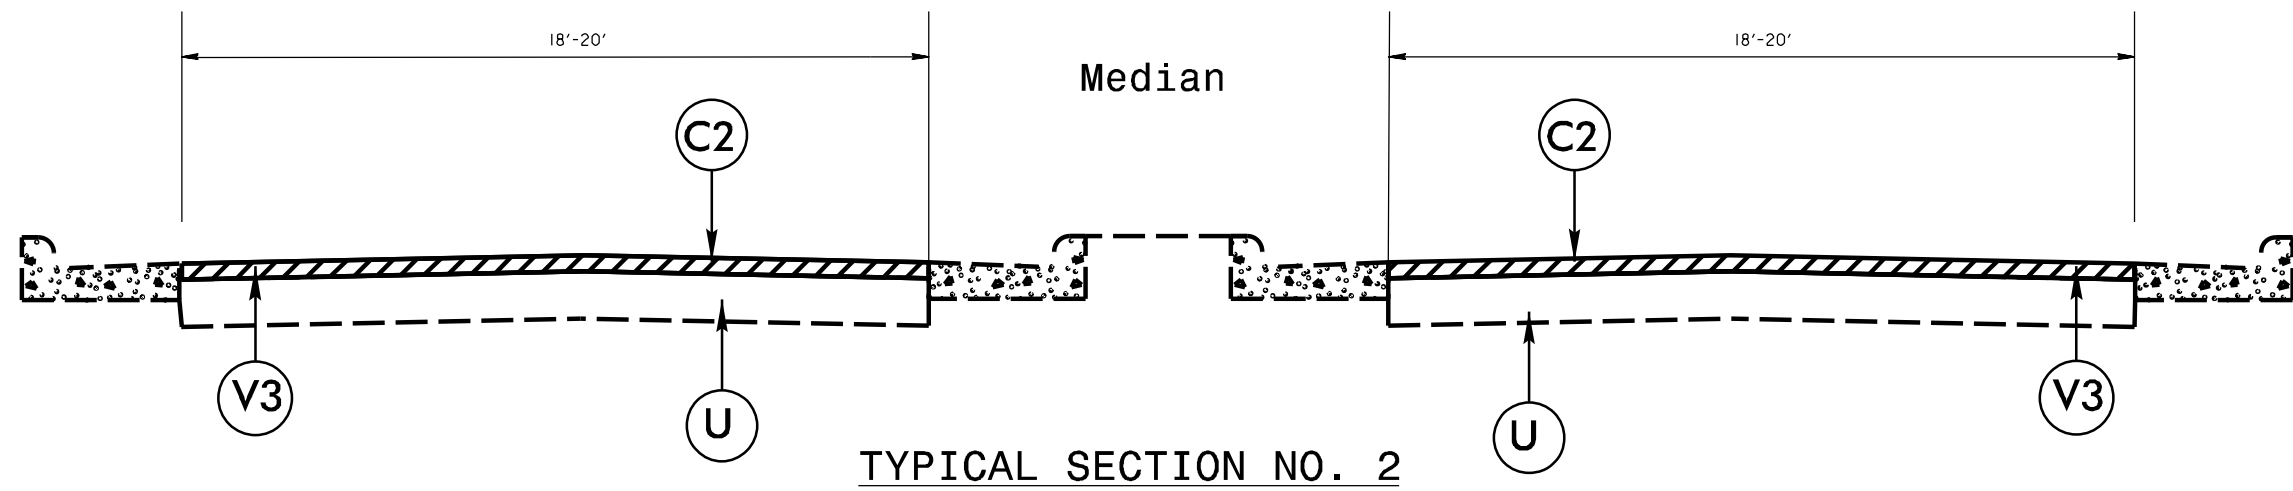 18'-20'
18'-20'
Median
C2
C2
V3
U
U
V3
TYPICAL SECTION NO. 2